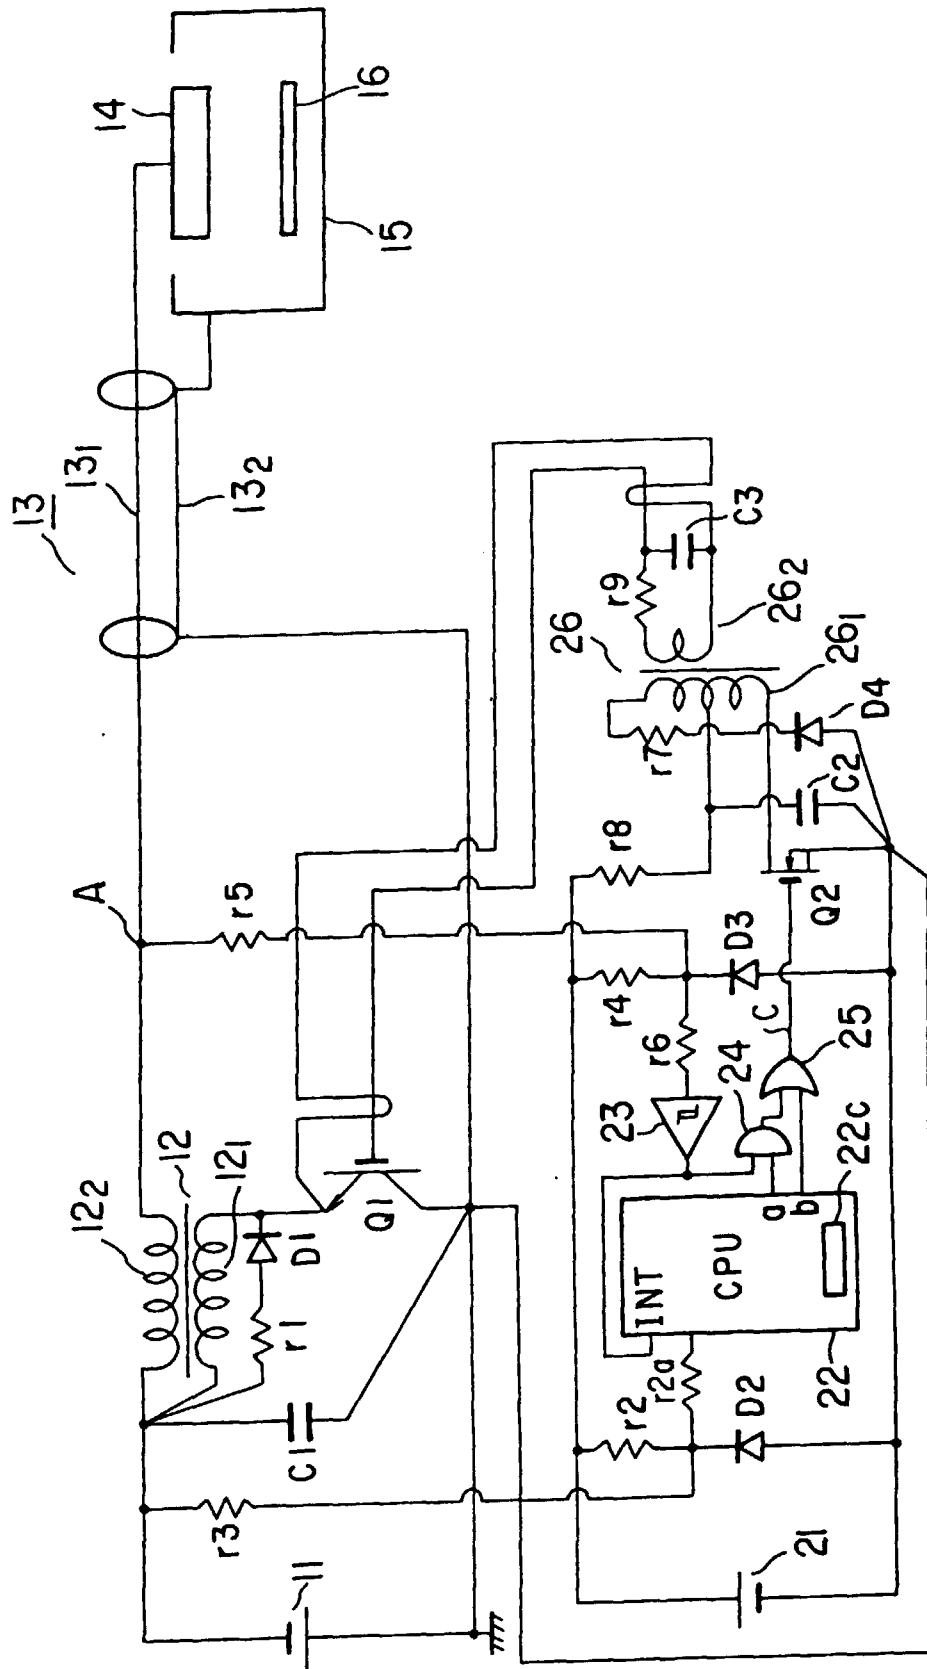 13
13₁
13₂
14
15
16
A
r5
12₂
12
12₁
D1
r1
C1
Q1
r3
11
r9
C3
26
26₂
26₁
r7
D4
C2
r8
Q2
r4
D3
r6
C
23
24
25
INT
CPU
a
b
22c
22
r2
r2a
D2
21